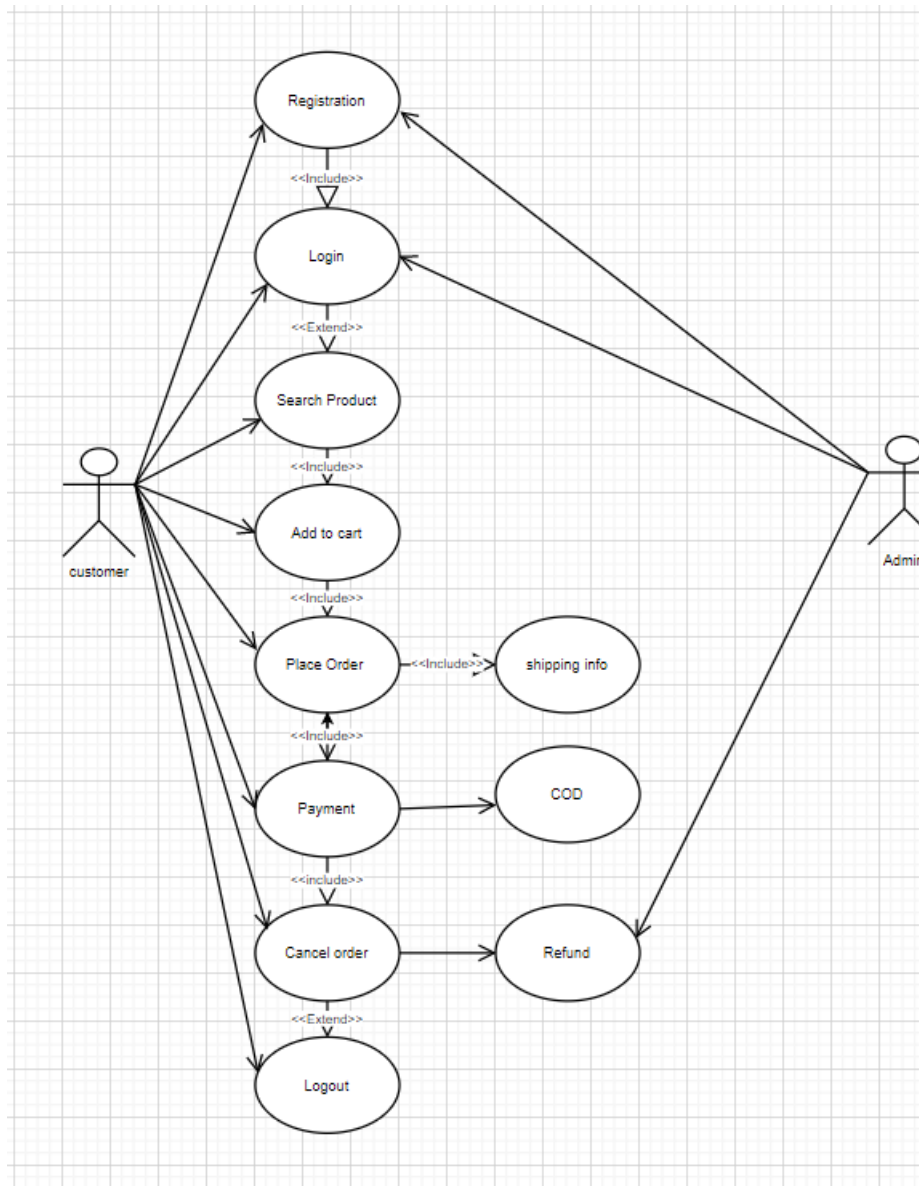 Registration
<<Include>>
Login
<<Extend>>
Search Product
<<Include>>
Add to cart
customer
Admin
<<Include>>
Place Order
<<Include>>
shipping info
<<Include>>
Payment
COD
<<include>>
Cancel order
Refund
<<Extend>>
Logout